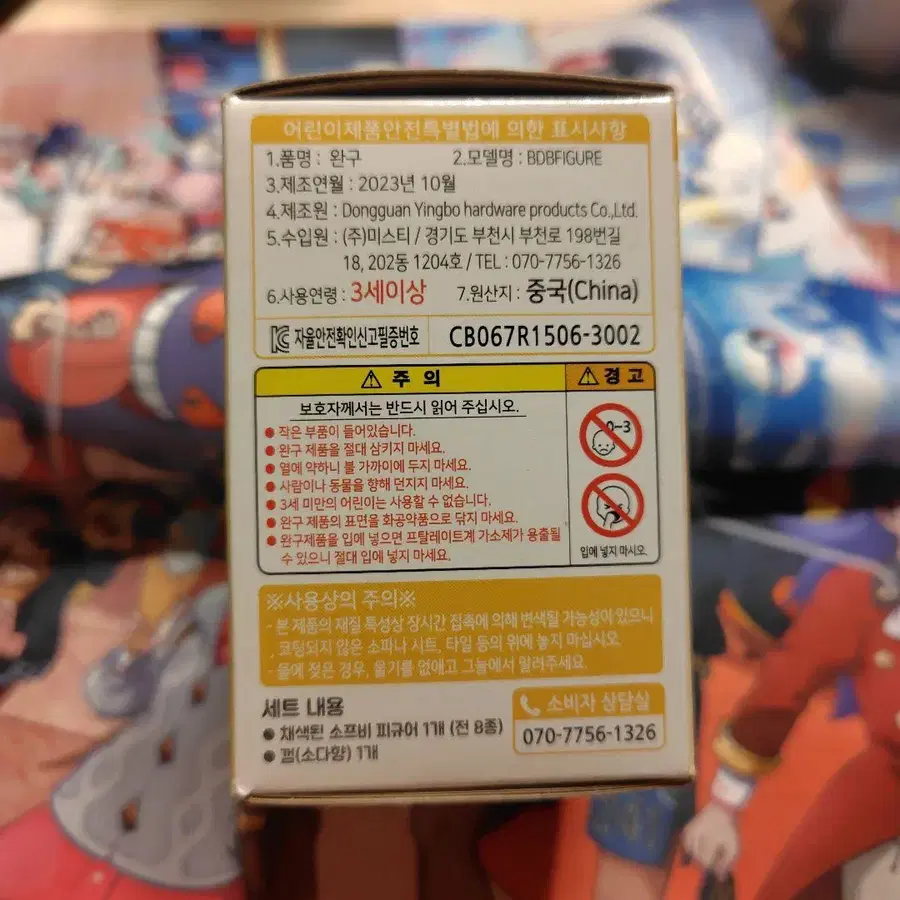 어린이제품안전특별법에 의한 표시사항
1.품명 : 완구 2.모델명 : BDBFIGURE
3.제조연월 : 2023년 10월
4.제조원 : Dongguan Yingbo hardware products Co.,Ltd.
5.수입원 : (주)미스티 / 경기도 부천시 부천로 198번길
18, 202동 1204호 / TEL : 070-7756-1326
6.사용연령 : 3세이상 7.원산지 : 중국(China)
KC 자율안전확인신고필증번호 CB067R1506-3002
⚠ 주 의 ⚠ 경 고
보호자께서는 반드시 읽어 주십시오.
● 작은 부품이 들어있습니다.
● 완구 제품을 절대 삼키지 마세요.
● 열에 약하니 불 가까이에 두지 마세요.
● 사람이나 동물을 향해 던지지 마세요.
● 3세 미만의 어린이는 사용할 수 없습니다.
● 완구 제품의 표면을 화공약품으로 닦지 마세요.
● 완구제품을 입에 넣으면 프탈레이트계 가소제가 용출될
수 있으니 절대 입에 넣지 마세요.
0-3
입에 넣지 마시오.
※사용상의 주의※
- 본 제품의 재질 특성상 장시간 접촉에 의해 변색될 가능성이 있으니
코팅되지 않은 소파나 시트, 타일 등의 위에 놓지 마십시오.
- 물에 젖은 경우, 물기를 없애고 그늘에서 말려주세요.
세트 내용
● 채색된 소프비 피규어 1개 (전 8종)
● 껌(소다향) 1개
소비자 상담실
070-7756-1326